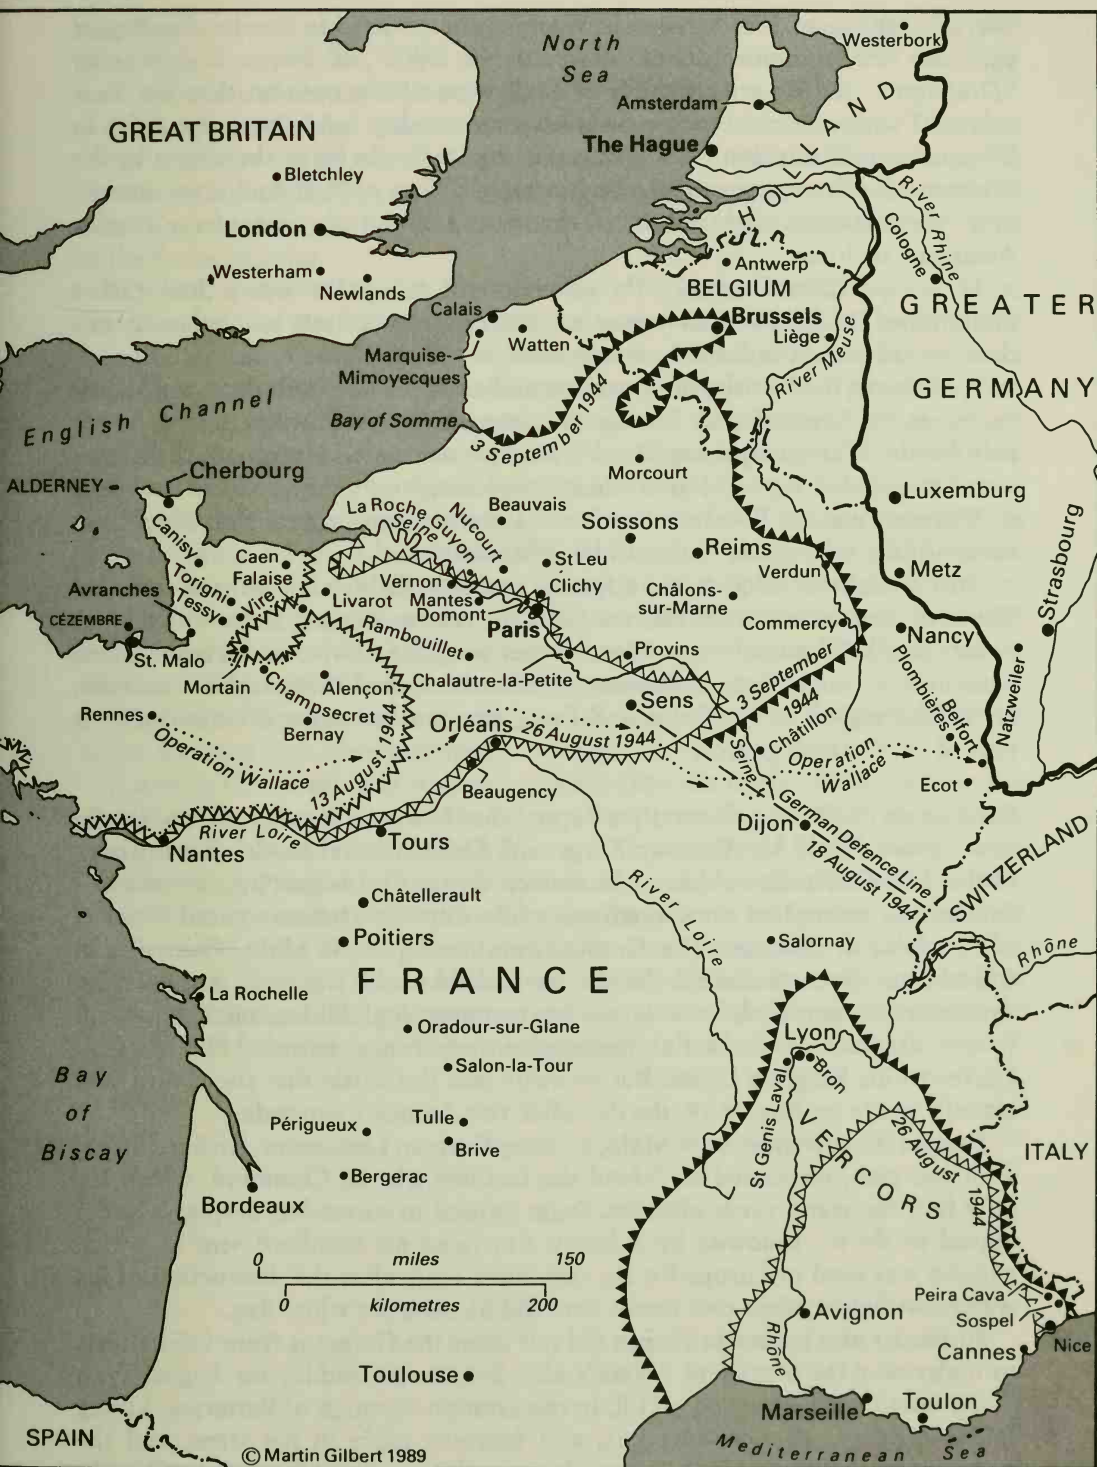 North
Sea
Westerbork
Amsterdam
HOLLAND
GREAT BRITAIN
The Hague
Bletchley
London
River Rhine
Cologne
Westerham
Newlands
Antwerp
BELGIUM
GREATER
GERMANY
Calais
Brussels
Watten
Liège
River Meuse
Marquise-
Mimoyecques
English Channel
Bay of Somme
3 September 1944
Morcourt
Cherbourg
ALDERNEY
Luxemburg
La Roche Guyon
Seine
Nucourt
Beauvais
Soissons
Canisy
Caen
St Leu
Reims
Strasbourg
Torigni
Falaise
Verdun
Metz
Avranches
Tessy
Vire
Livarot
Vernon
Mantes
Clichy
Domont
Châlons-
sur-Marne
CÉZEMBRE
Paris
Commercy
Nancy
Rambouillet
St. Malo
Provins
Mortain
Champsecret
Alençon
Chalautre-la-Petite
3 September
1944
Plombières
Belfort
Natzweiler
Sens
Rennes
Bernay
Orléans
26 August 1944
Seine
Châtillon
Operation Wallace
13 August 1944
Operation
Wallace
Ecot
Beaugency
River Loire
Nantes
Tours
Dijon
German Defence Line
18 August 1944
SWITZERLAND
Châtellerault
River Loire
Poitiers
Salornay
Rhône
FRANCE
La Rochelle
Oradour-sur-Glane
Lyon
Bron
St Genis Laval
Salon-la-Tour
Bay
of
Biscay
Périgueux
Tulle
Brive
VERCORS
26 August 1944
ITALY
Bergerac
Bordeaux
0 miles 150
0 kilometres 200
Peira Cava
Avignon
Sospel
Rhône
Nice
Cannes
Toulouse
Marseille
Toulon
SPAIN
© Martin Gilbert 1989
Mediterranean Sea